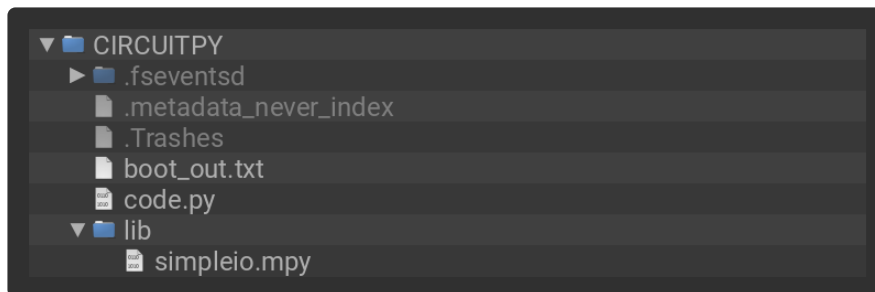 CIRCUITPY
.fseventsd
.metadata_never_index
.Trashes
boot_out.txt
code.py
lib
simpleio.mpy